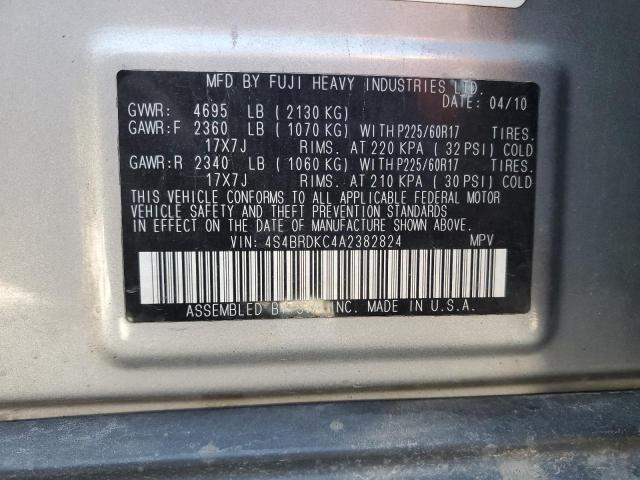 MFD BY FUJI HEAVY INDUSTRIES LTD.
DATE: 04/10
GVWR: 4695 LB ( 2130 KG)
GAWR:F 2360 LB ( 1070 KG) WITH P225/60R17 TIRES.
17X7J RIMS. AT 220 KPA ( 32 PSI) COLD
GAWR:R 2340 LB ( 1060 KG) WITH P225/60R17 TIRES.
17X7J RIMS. AT 210 KPA ( 30 PSI) COLD
THIS VEHICLE CONFORMS TO ALL APPLICABLE FEDERAL MOTOR
VEHICLE SAFETY AND THEFT PREVENTION STANDARDS
IN EFFECT ON THE DATE OF MANUFACTURE SHOWN ABOVE.
VIN: 4S4BRDKC4A2382824 MPV
ASSEMBLED INC. MADE IN U.S.A.